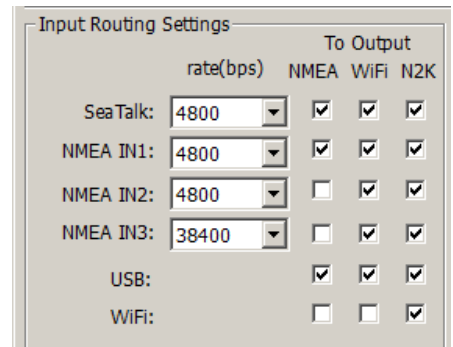 Input Routing Settings
To Output
rate(bps) NMEA WiFi N2K
SeaTalk: 4800
NMEA IN1: 4800
NMEA IN2: 4800
NMEA IN3: 38400
USB:
WiFi: